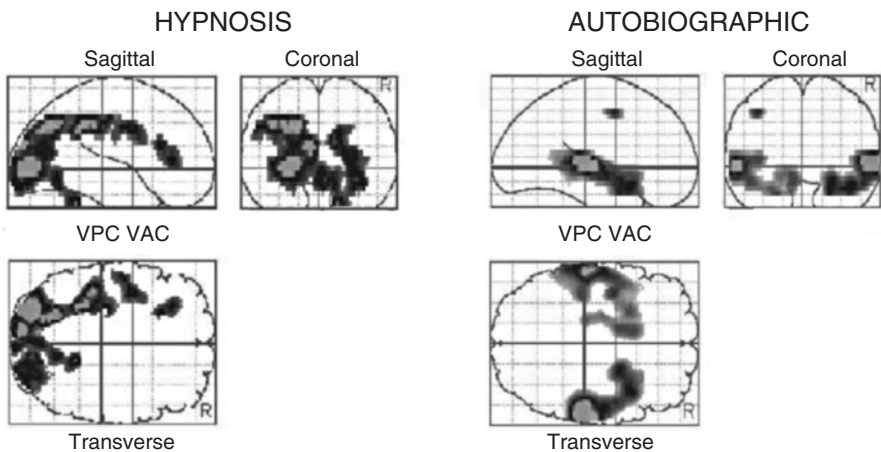 HYPNOSIS
Sagittal
Coronal
R
VPC VAC
R
Transverse
AUTOBIOGRAPHIC
Sagittal
Coronal
R
VPC VAC
R
Transverse